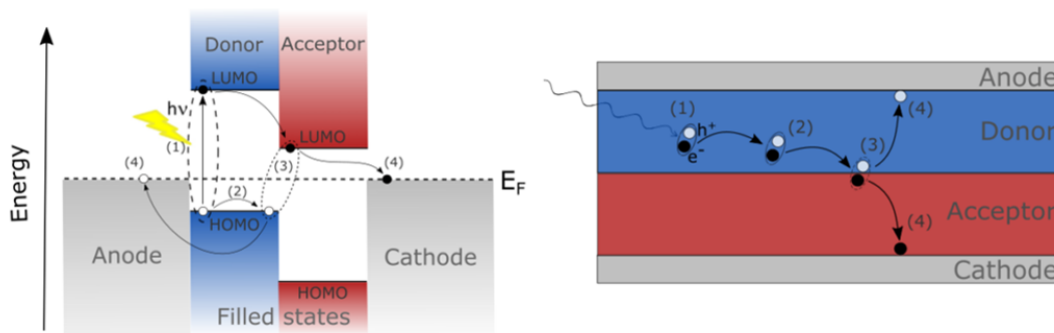 Energy
Donor
Acceptor
LUMO
hν
(1)
LUMO
(4)
(3)
(4)
E_F
(2)
HOMO
Anode
Cathode
HOMO
Filled states
Anode
(1)
h⁺
(2)
(4)
Donor
e⁻
(3)
Acceptor
(4)
Cathode